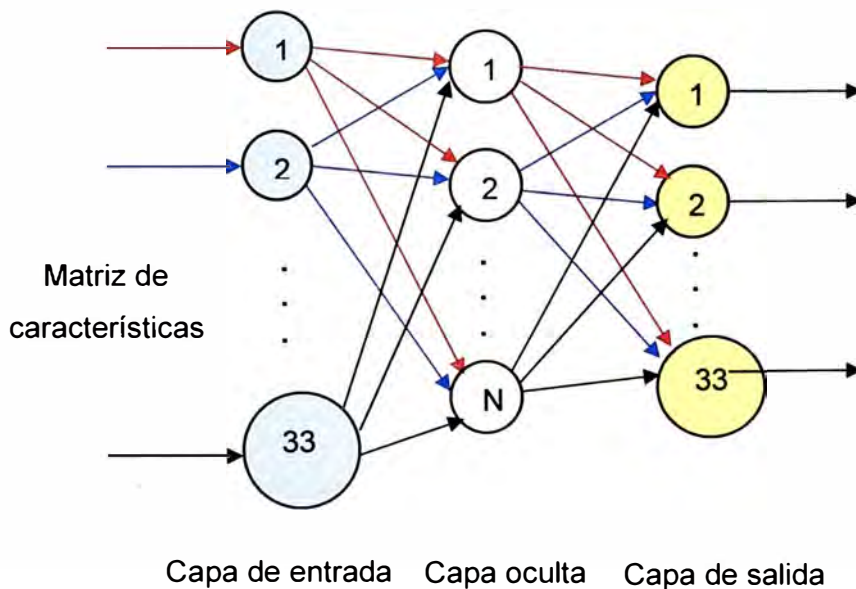 1
1
1
2
2
2
Matriz de
características
33
N
33
Capa de entrada
Capa oculta
Capa de salida